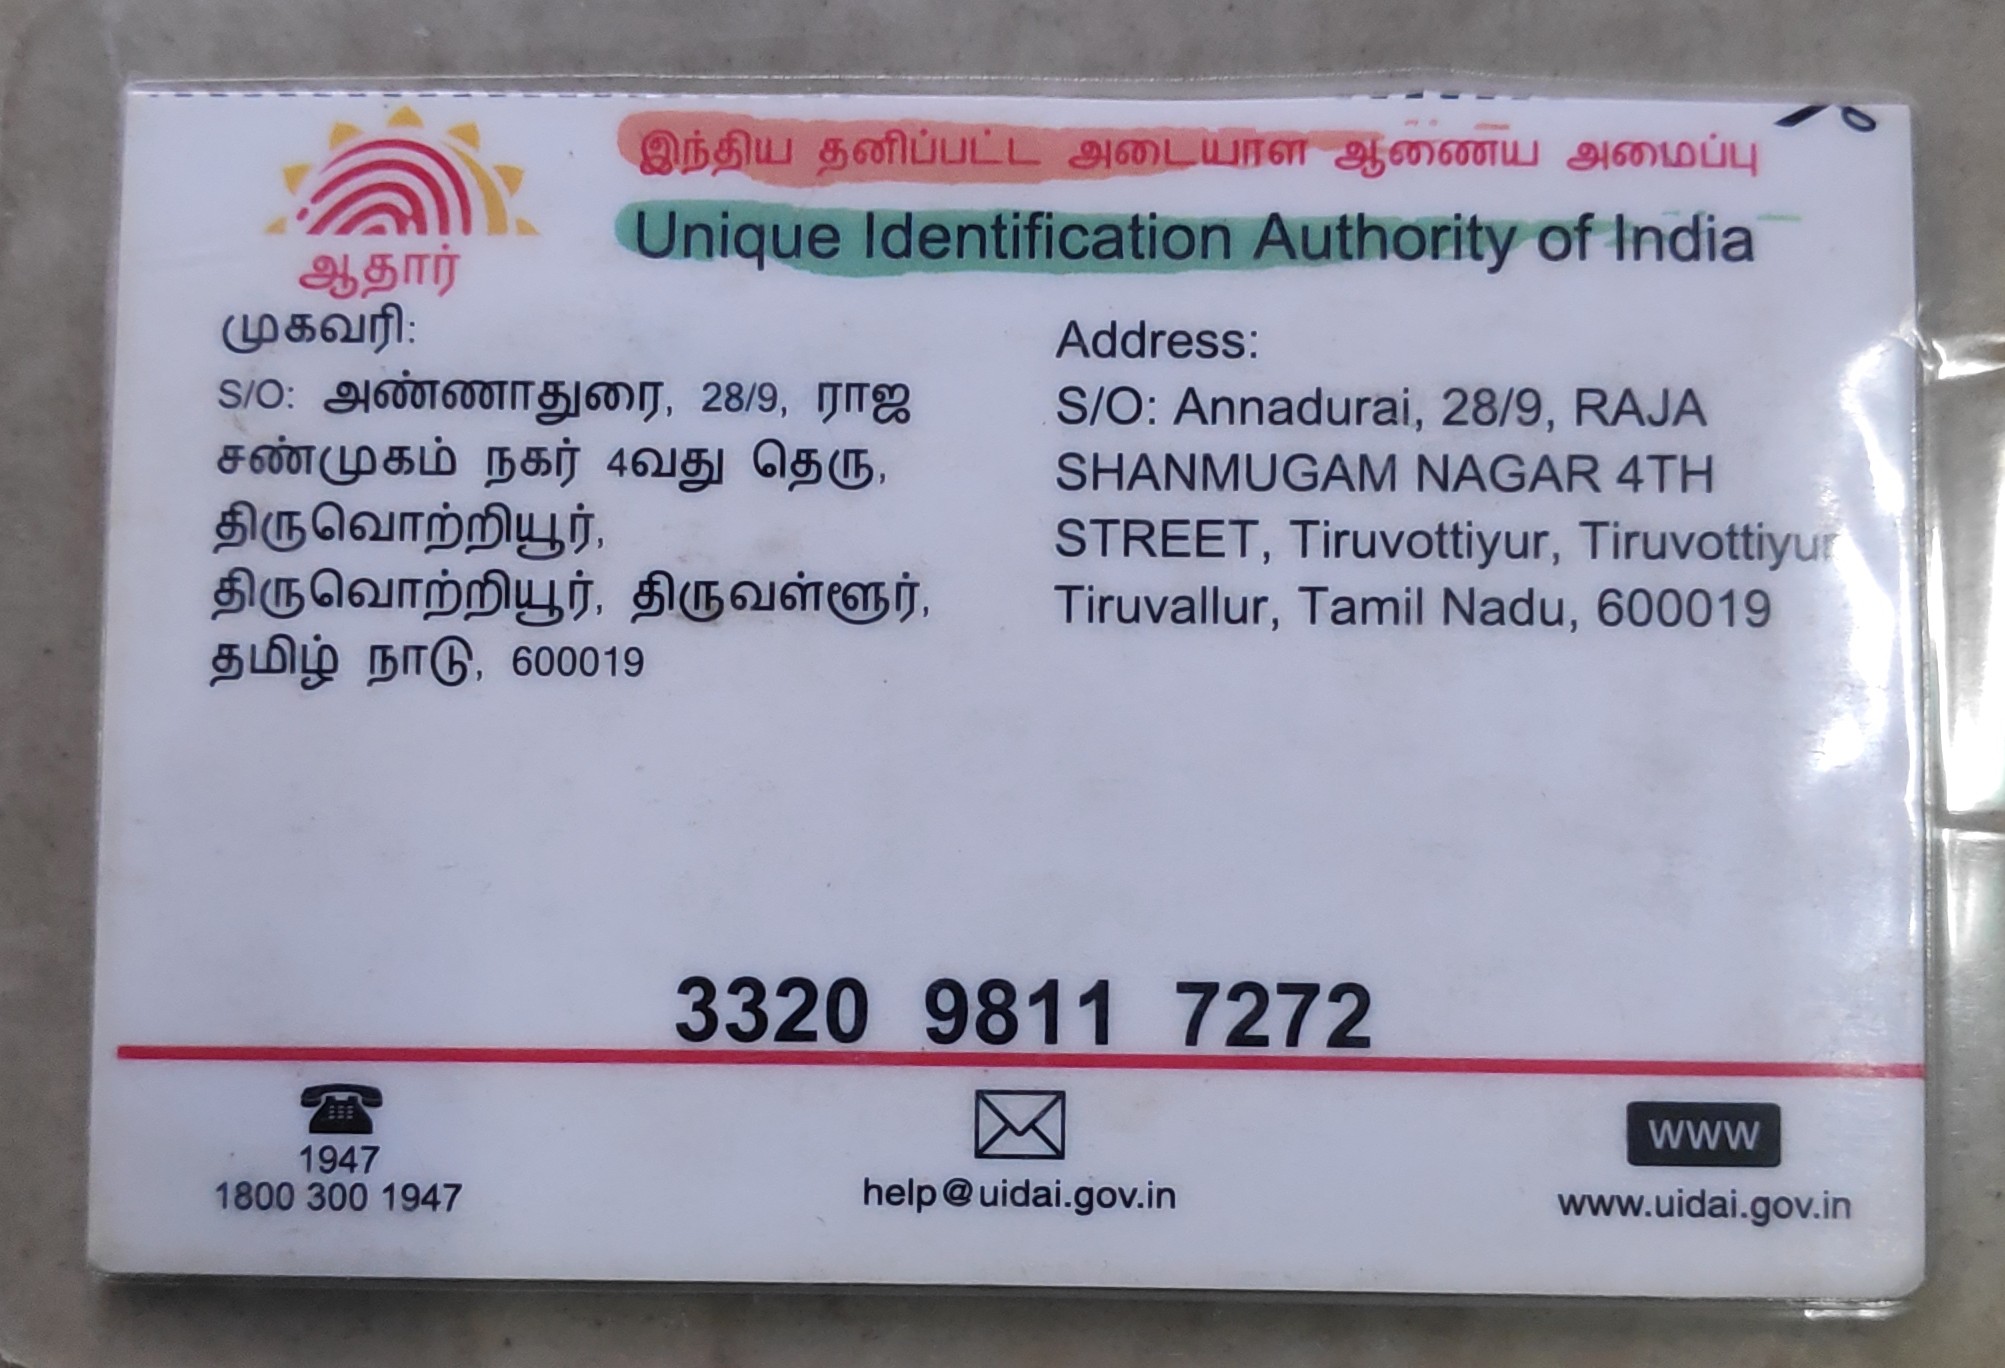 இந்திய தனிப்பட்ட அடையாள ஆணைய அமைப்பு
Unique Identification Authority of India
ஆதார்
முகவரி:
S/O: அண்ணாதுரை, 28/9, ராஜ
சண்முகம் நகர் 4வது தெரு,
திருவொற்றியூர்,
திருவொற்றியூர், திருவள்ளூர்,
தமிழ் நாடு, 600019
Address:
S/O: Annadurai, 28/9, RAJA
SHANMUGAM NAGAR 4TH
STREET, Tiruvottiyur, Tiruvottiyur
Tiruvallur, Tamil Nadu, 600019
3320 9811 7272
1947
1800 300 1947
help@uidai.gov.in
WWW
www.uidai.gov.in